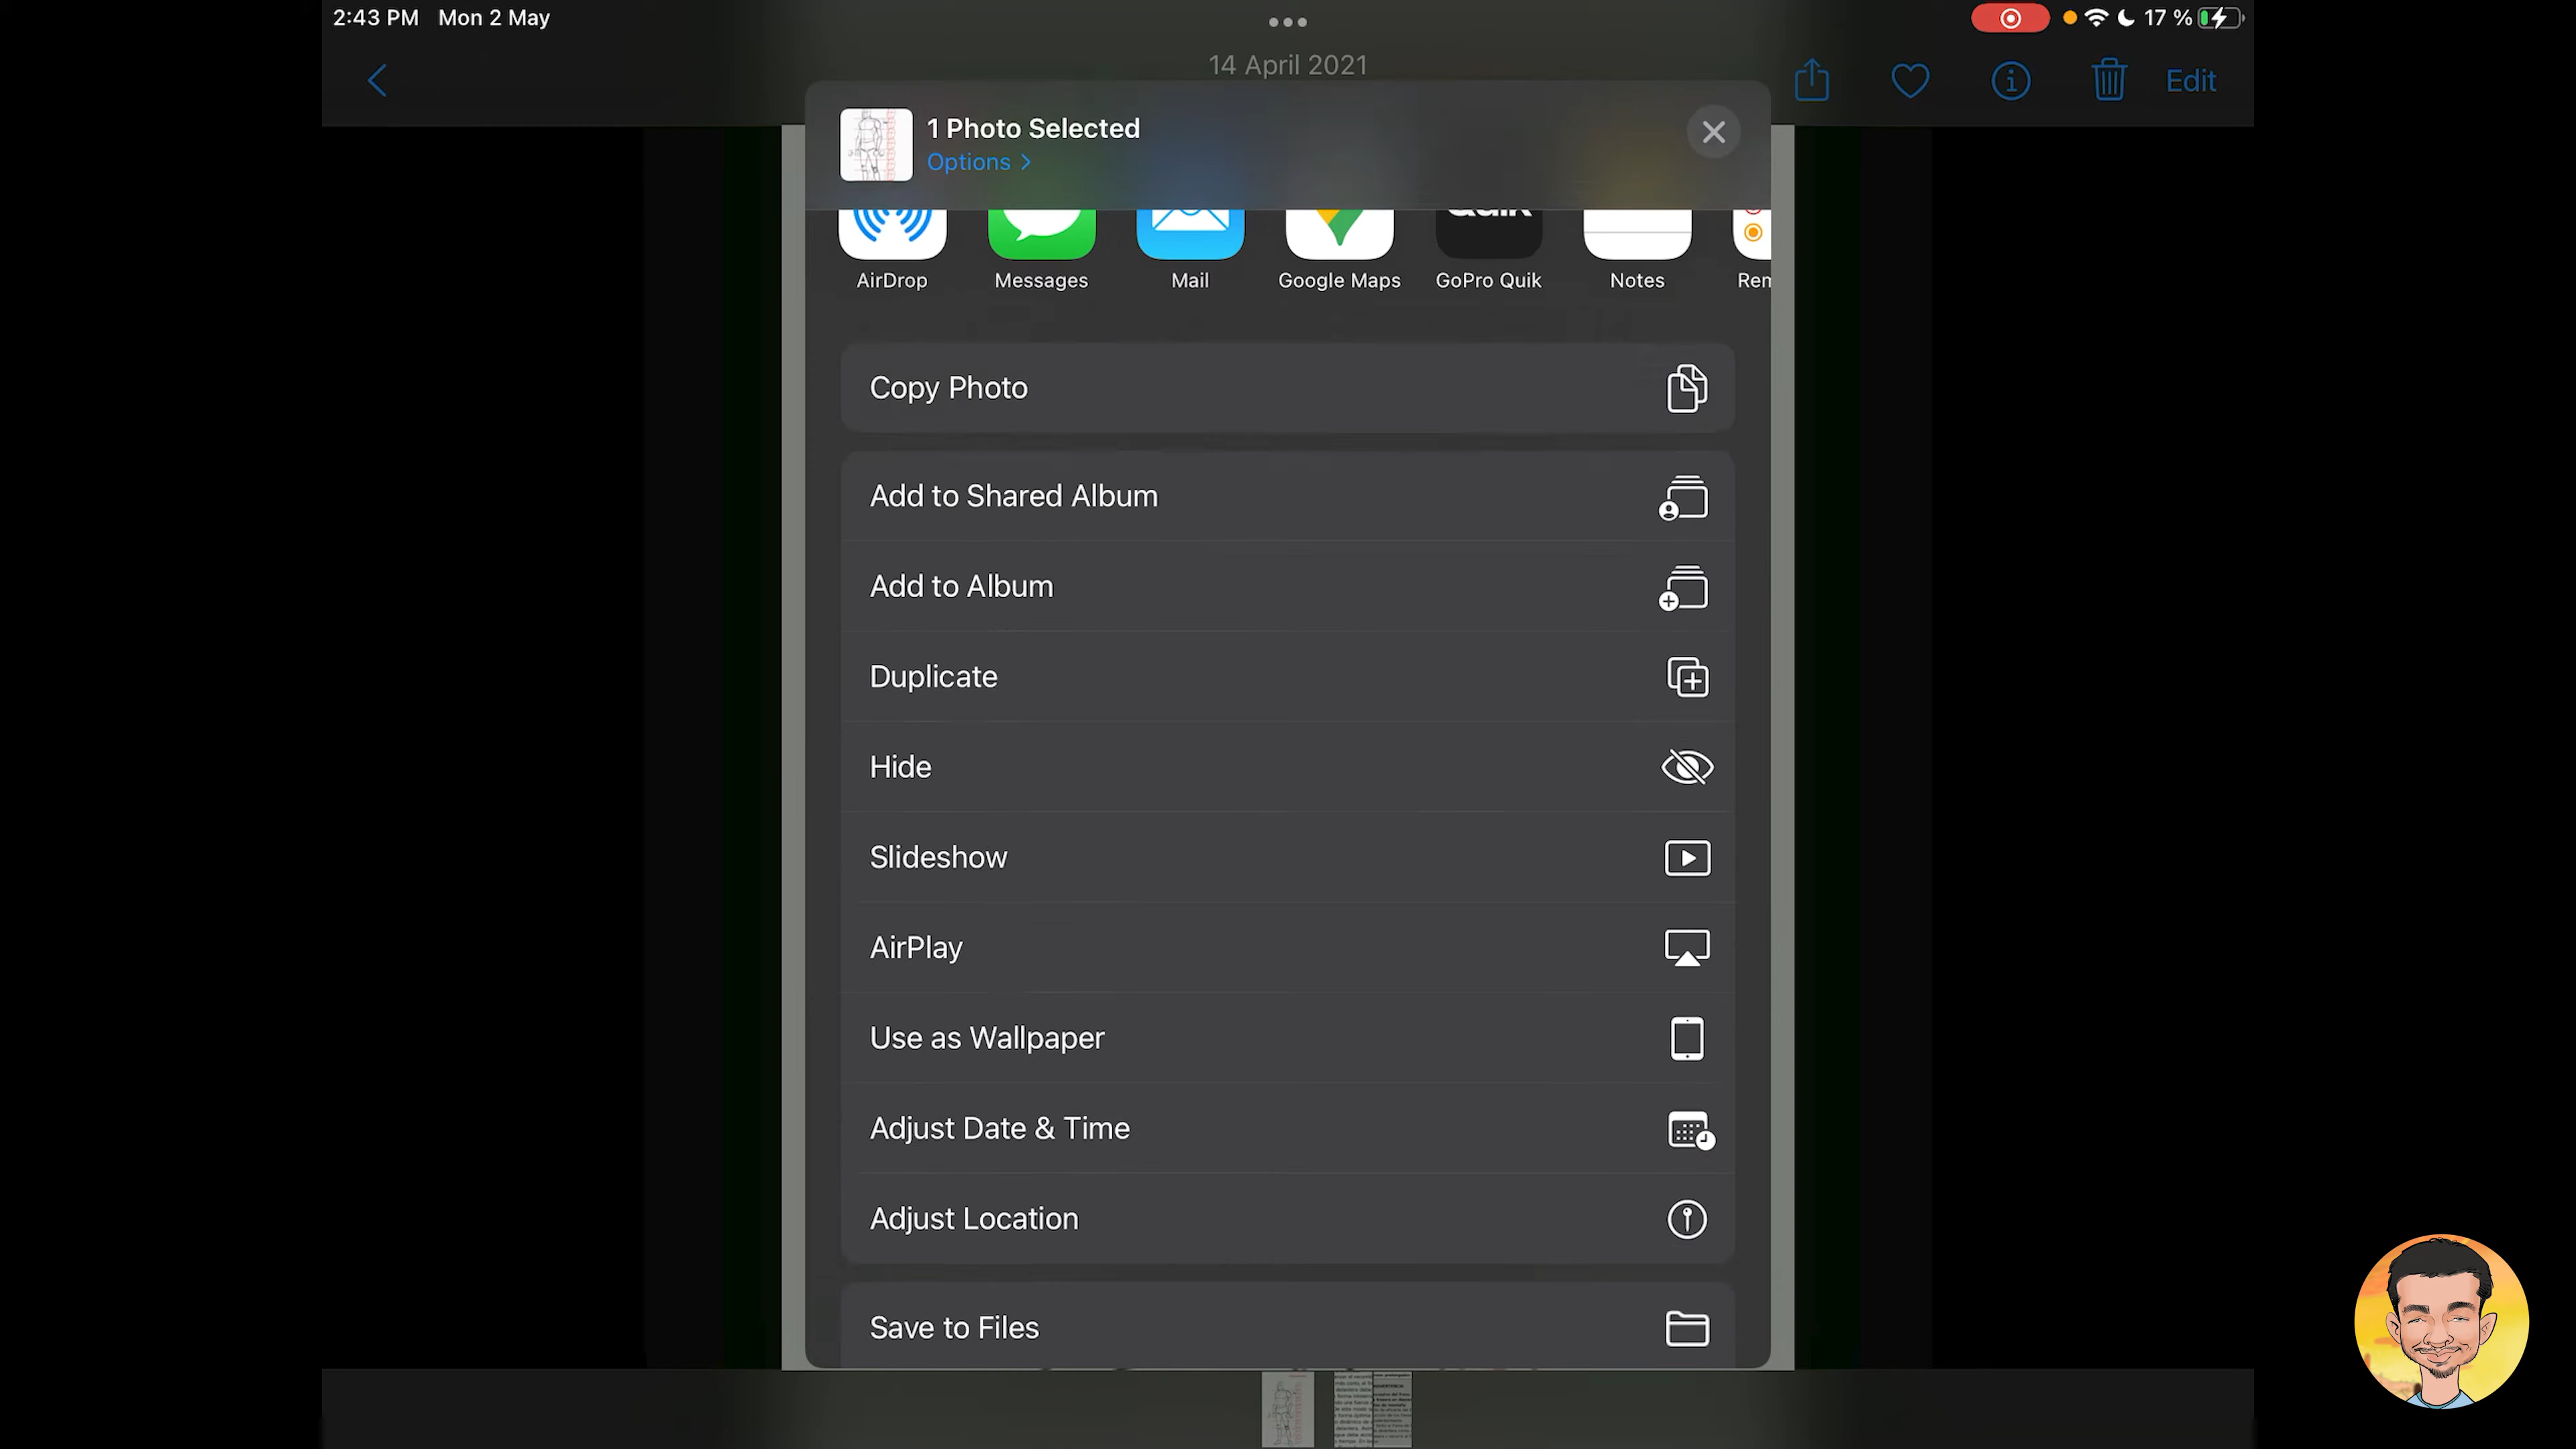 2:43 PM Mon 2 May
17 %
14 April 2021
Edit
1 Photo Selected
Options
Quik
AirDrop
Messages
Mail
Google Maps
GoPro Quik
Notes
Rem
Copy Photo
Add to Shared Album
Add to Album
Duplicate
Hide
Slideshow
AirPlay
Use as Wallpaper
Adjust Date & Time
Adjust Location
Save to Files